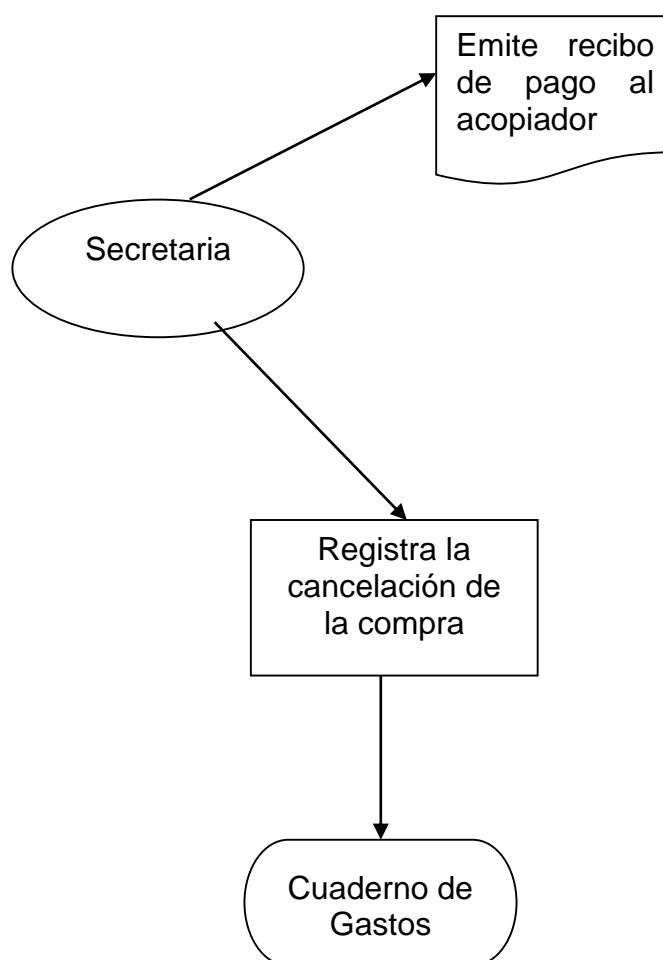 Emite recibo
de pago al
acopiador
Secretaria
Registra la
cancelación de
la compra
Cuaderno de
Gastos